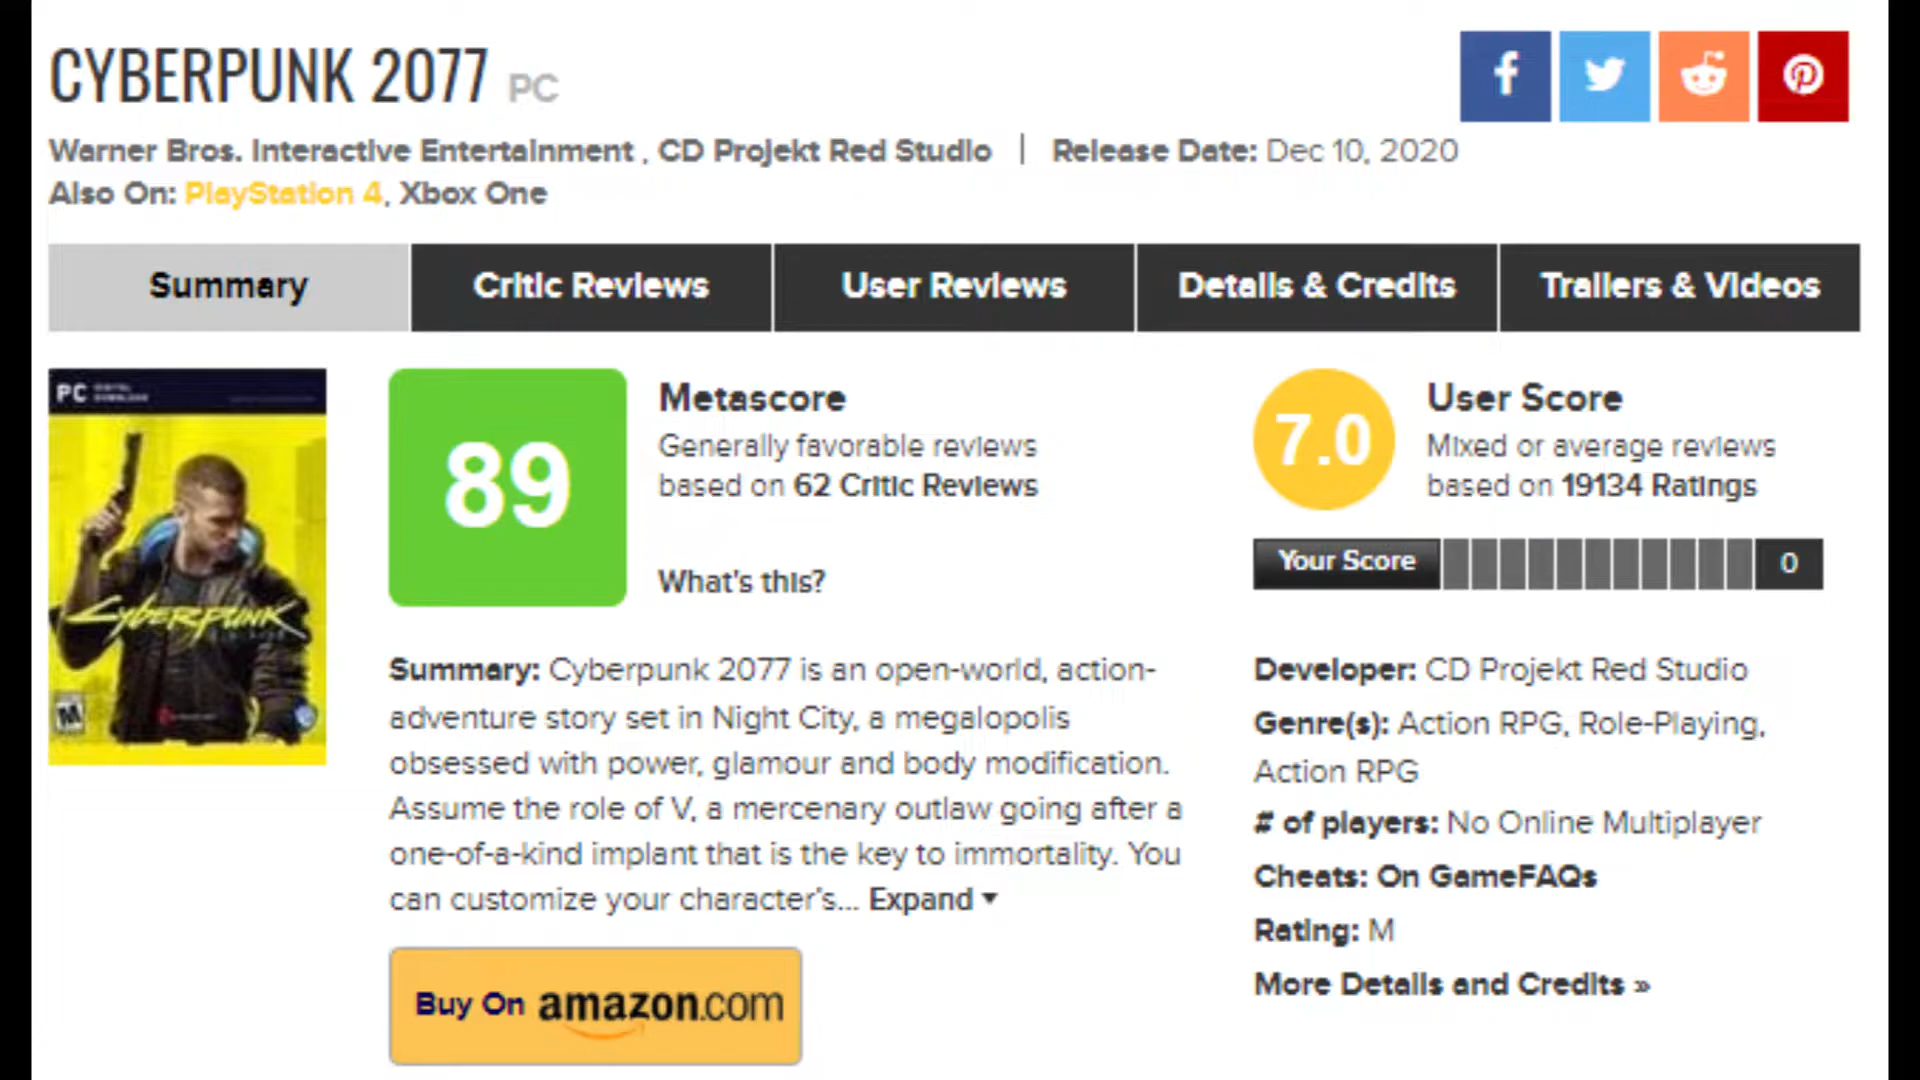 CYBERPUNK 2077 PC
Warner Bros. Interactive Entertainment , CD Projekt Red Studio | Release Date: Dec 10, 2020
Also On: PlayStation 4, Xbox One
Summary
Critic Reviews
User Reviews
Details & Credits
Trailers & Videos
PC DIGITAL
DOWNLOAD
CYBERPUNK
M
89
Metascore
Generally favorable reviews
based on 62 Critic Reviews
What's this?
7.0
User Score
Mixed or average reviews
based on 19134 Ratings
Your Score
0
Summary: Cyberpunk 2077 is an open-world, action-
adventure story set in Night City, a megalopolis
obsessed with power, glamour and body modification.
Assume the role of V, a mercenary outlaw going after a
one-of-a-kind implant that is the key to immortality. You
can customize your character's... Expand
Buy On amazon.com
Developer: CD Projekt Red Studio
Genre(s): Action RPG, Role-Playing,
Action RPG
# of players: No Online Multiplayer
Cheats: On GameFAQs
Rating: M
More Details and Credits »